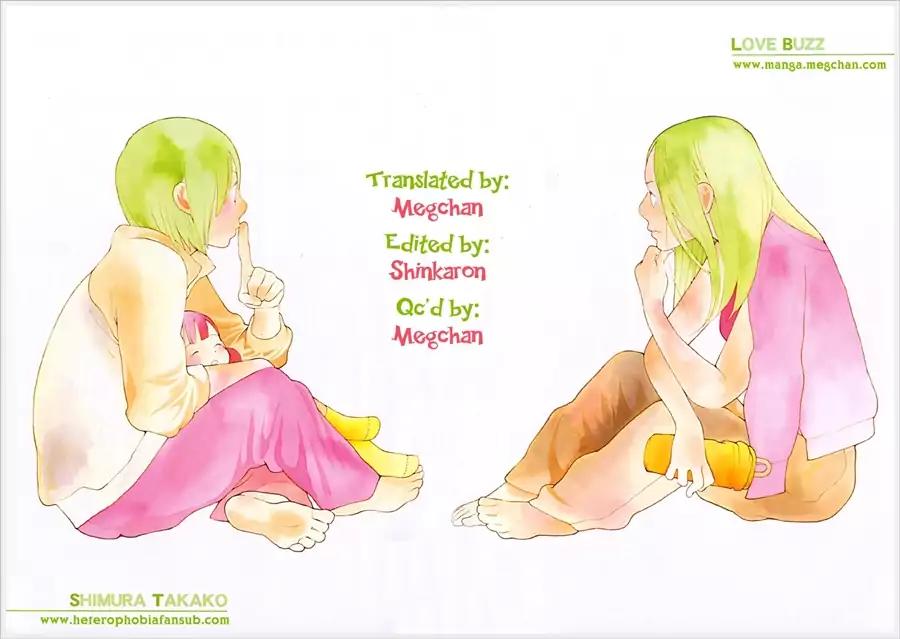 LOVE BUZZ
www.manga.megchan.com
Translated by:
Megchan
Edited by:
Shinkaron
Qc'd by:
Megchan
SHIMURA TAKAKO
www.heterophobiafansub.com